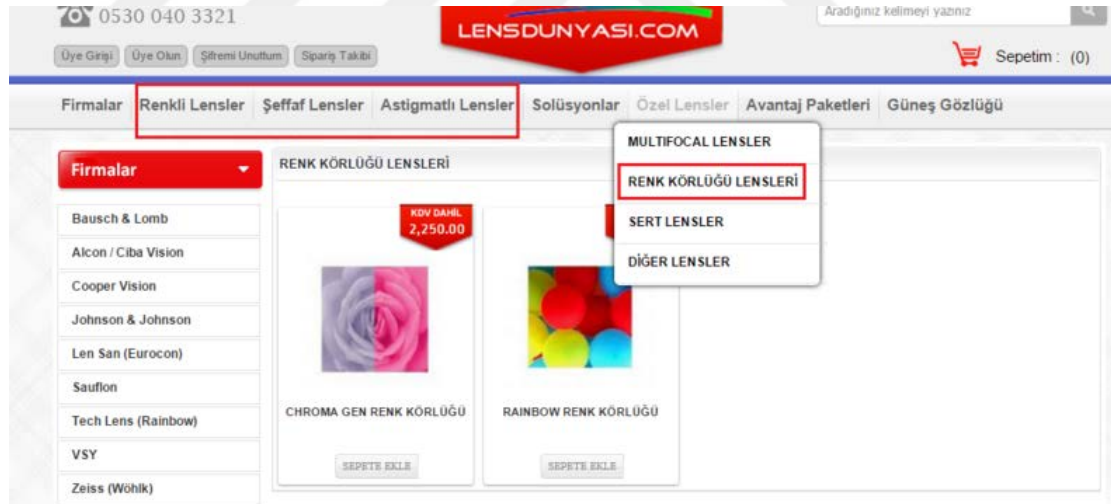 0530 040 3321
LENSDUNYASI.COM
Aradığınız kelimeyi yazınız
Üye Girişi Üye Olun Şifremi Unuttum Sipariş Takibi
Sepetim : (0)
Firmalar Renkli Lensler Şeffaf Lensler Astigmatlı Lensler Solüsyonlar Özel Lensler Avantaj Paketleri Güneş Gözlüğü
MULTIFOCAL LENSLER
RENK KÖRLÜĞÜ LENSLERİ
SERT LENSLER
DİĞER LENSLER
Firmalar
Bausch & Lomb
Alcon / Ciba Vision
Cooper Vision
Johnson & Johnson
Len San (Eurocon)
Sauflon
Tech Lens (Rainbow)
VSY
Zeiss (Wöhlk)
RENK KÖRLÜĞÜ LENSLERİ
KDV DAHİL
2,250.00
CHROMA GEN RENK KÖRLÜĞÜ
SEPETE EKLE
RAINBOW RENK KÖRLÜĞÜ
SEPETE EKLE